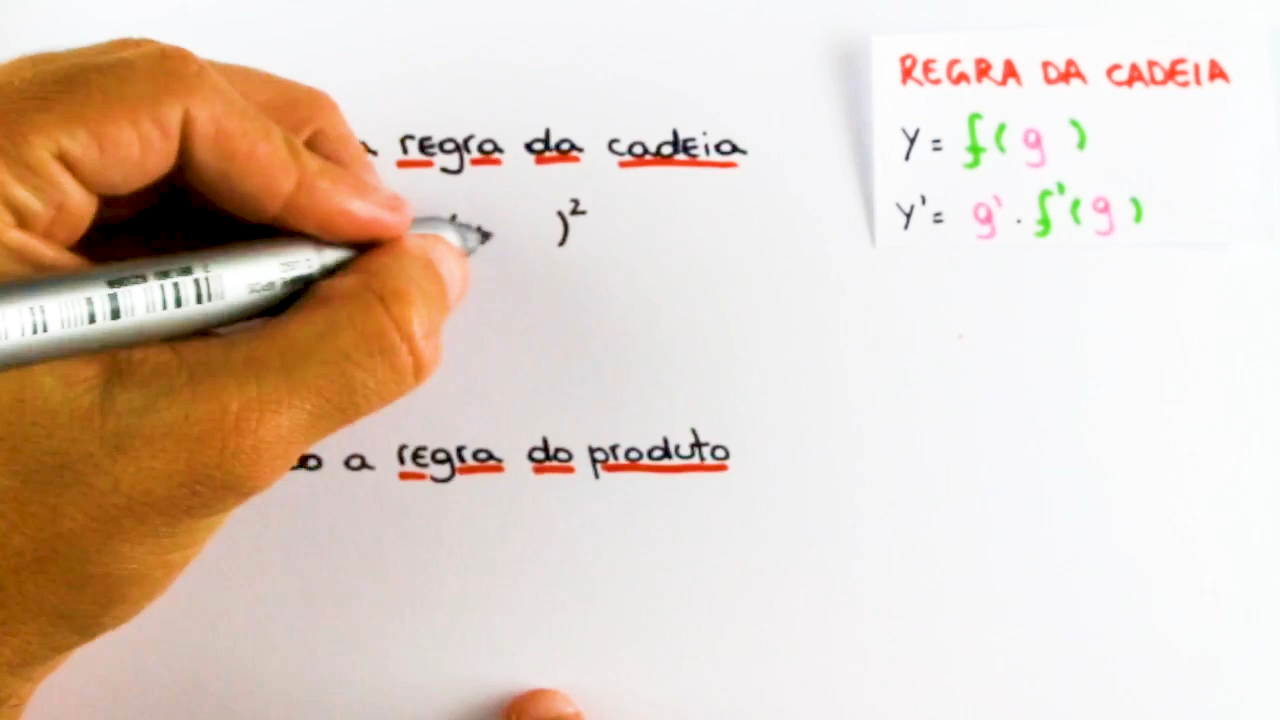 regra da cadeia
)²
a regra do produto
REGRA DA CADEIA
Y = f( g )
Y' = g' · f'( g )